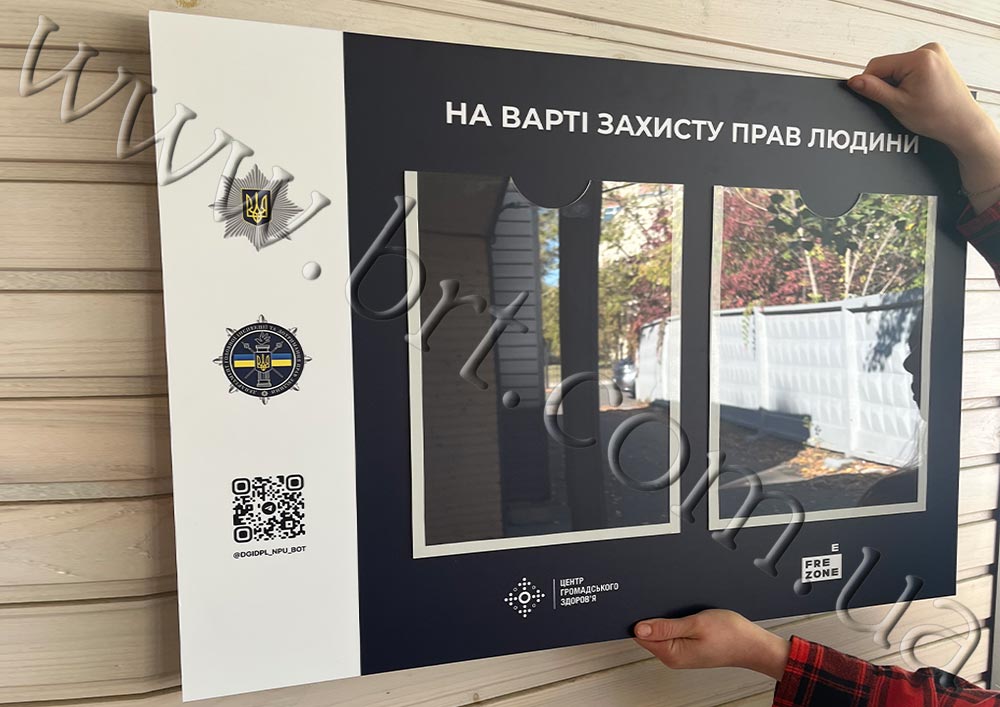 НА ВАРТІ ЗАХИСТУ ПРАВ ЛЮДИНИ
@DGIDPL_NPU_BOT
ЦЕНТР
ГРОМАДСЬКОГО
ЗДОРОВ'Я
E
FRE
ZONE
www.brt.com.ua